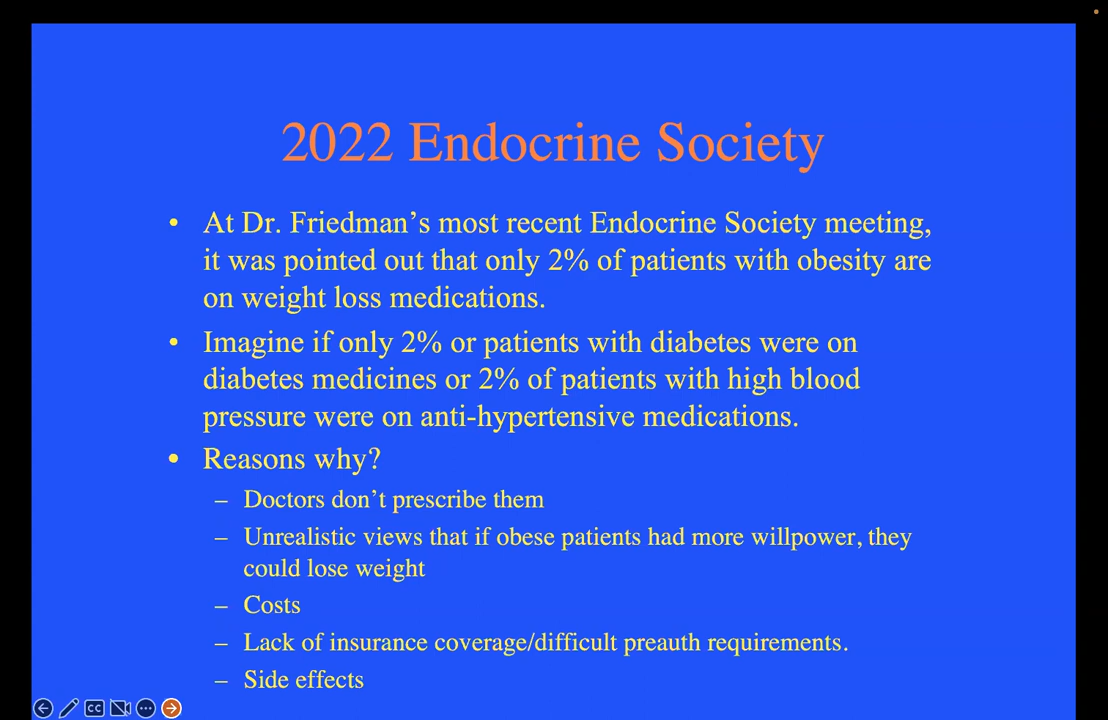 2022 Endocrine Society
• At Dr. Friedman’s most recent Endocrine Society meeting,
it was pointed out that only 2% of patients with obesity are
on weight loss medications.
• Imagine if only 2% or patients with diabetes were on
diabetes medicines or 2% of patients with high blood
pressure were on anti-hypertensive medications.
• Reasons why?
– Doctors don’t prescribe them
– Unrealistic views that if obese patients had more willpower, they
could lose weight
– Costs
– Lack of insurance coverage/difficult preauth requirements.
– Side effects
CC